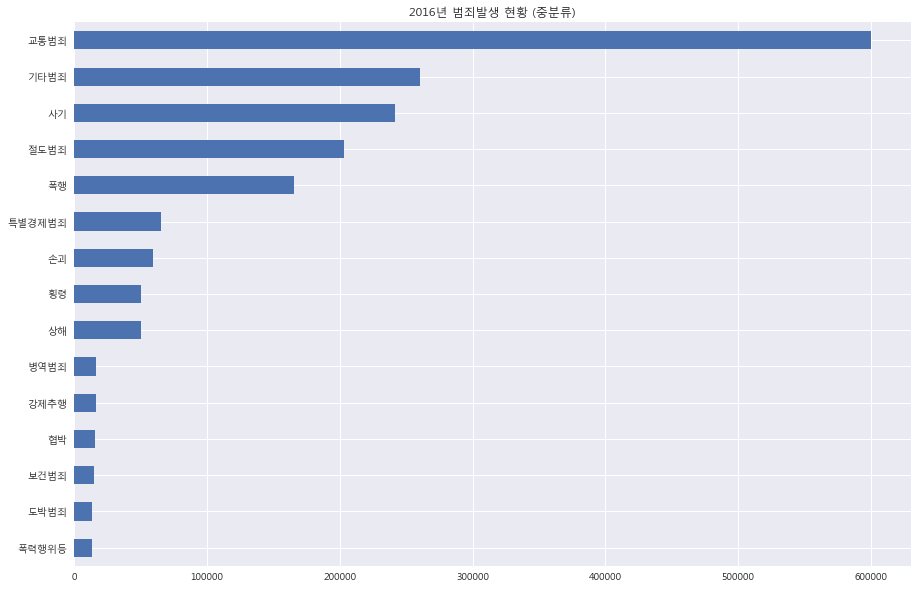 2016년 범죄발생 현황 (중분류)
교통범죄
기타범죄
사기
절도범죄
폭행
특별경제범죄
손괴
횡령
상해
병역범죄
강제추행
협박
보건범죄
도박범죄
폭력행위등
0 100000 200000 300000 400000 500000 600000